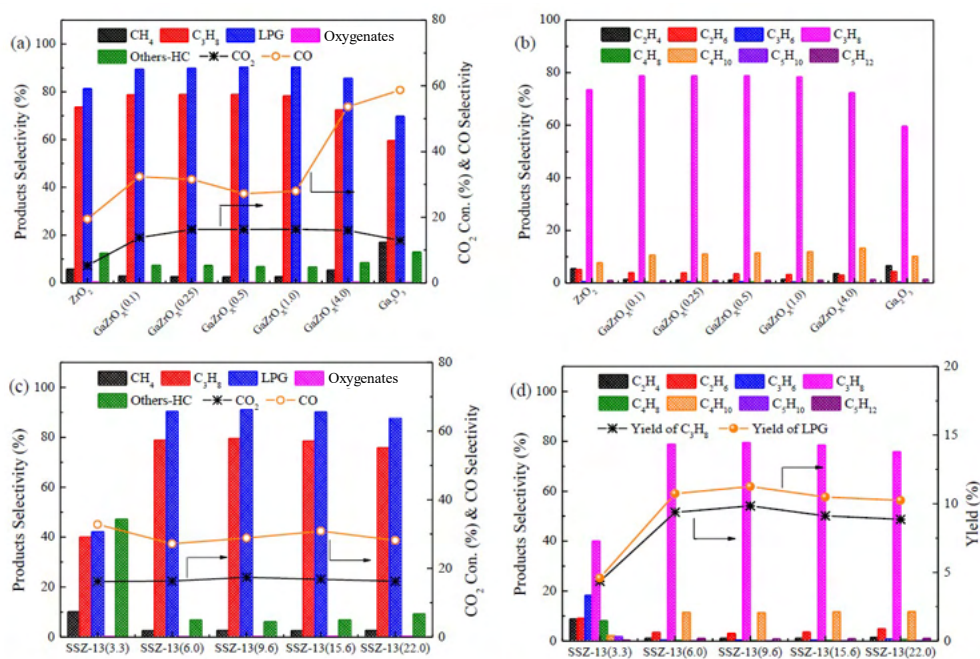 (a)
CH₄ C₃H₈ LPG Oxygenates
Others-HC CO₂ CO
Products Selectivity (%)
100
80
60
40
20
0
80
60
40
20
0
CO₂ Con. (%) & CO Selectivity
ZrO₂ GaZrOₓ(0.1) GaZrOₓ(0.25) GaZrOₓ(0.5) GaZrOₓ(1.0) GaZrOₓ(4.0) Ga₂O₃
(b)
C₂H₄ C₂H₆ C₃H₆ C₃H₈
C₄H₈ C₄H₁₀ C₅H₁₀ C₅H₁₂
Products Selectivity (%)
100
80
60
40
20
0
ZrO₂ GaZrOₓ(0.1) GaZrOₓ(0.25) GaZrOₓ(0.5) GaZrOₓ(1.0) GaZrOₓ(4.0) Ga₂O₃
(c)
CH₄ C₃H₈ LPG Oxygenates
Others-HC CO₂ CO
Products Selectivity (%)
100
80
60
40
20
0
80
60
40
20
0
CO₂ Con. (%) & CO Selectivity
SSZ-13(3.3) SSZ-13(6.0) SSZ-13(9.6) SSZ-13(15.6) SSZ-13(22.0)
(d)
C₂H₄ C₂H₆ C₃H₆ C₃H₈
C₄H₈ C₄H₁₀ C₅H₁₀ C₅H₁₂
Yield of C₃H₈ Yield of LPG
Products Selectivity (%)
100
80
60
40
20
0
20
15
10
5
0
Yield (%)
SSZ-13(3.3) SSZ-13(6.0) SSZ-13(9.6) SSZ-13(15.6) SSZ-13(22.0)